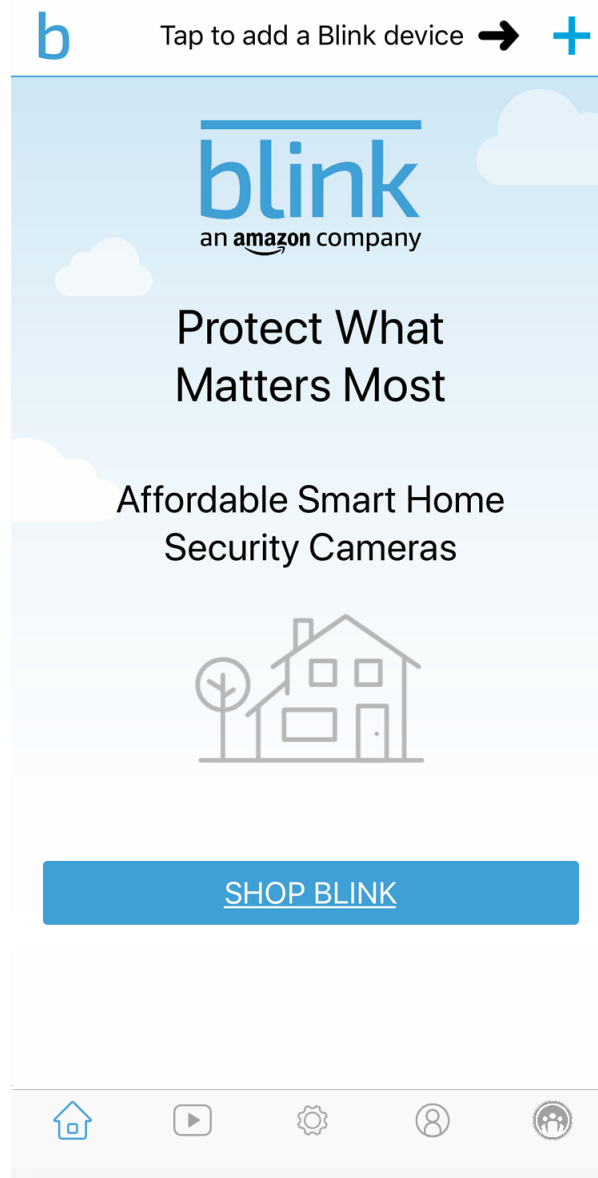 b
Tap to add a Blink device
blink
an amazon company
Protect What
Matters Most
Affordable Smart Home
Security Cameras
SHOP BLINK